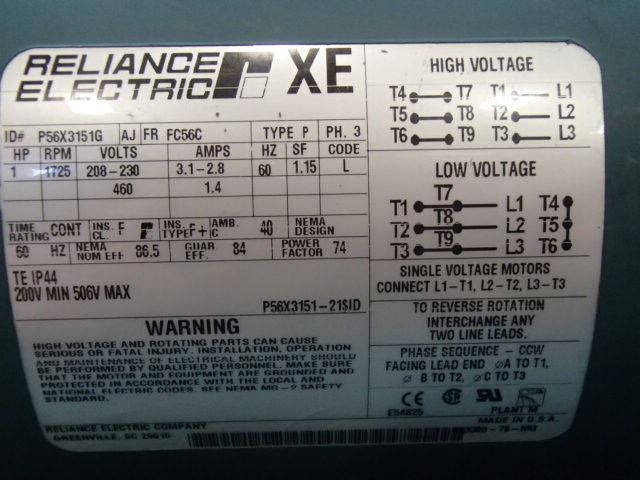 RELIANCE
ELECTRIC
XE
ID# P56X3151G AJ FR FC56C TYPE P PH. 3
HP RPM VOLTS AMPS HZ SF CODE
1 1725 208-230 3.1-2.8 60 1.15 L
460 1.4
TIME RATING CONT INS. CL. F INS. TYPE F+ AMB. C 40 NEMA DESIGN
60 HZ NEMA NOM EFF 86.5 GUAR EFF 84 POWER FACTOR 74
TE IP44
200V MIN 506V MAX
P56X3151-21$ID
WARNING
HIGH VOLTAGE AND ROTATING PARTS CAN CAUSE
SERIOUS OR FATAL INJURY. INSTALLATION, OPERATION
AND MAINTENANCE OF ELECTRICAL MACHINERY SHOULD
BE PERFORMED BY QUALIFIED PERSONNEL. MAKE SURE
THAT THE MOTOR AND EQUIPMENT ARE GROUNDED AND
PROTECTED IN ACCORDANCE WITH THE LOCAL AND
NATIONAL ELECTRIC CODES. SEE NEMA MG-2 SAFETY
STANDARD.
RELIANCE ELECTRIC COMPANY
GREENVILLE, SC 29615
HIGH VOLTAGE
T4 T7 T1 L1
T5 T8 T2 L2
T6 T9 T3 L3
LOW VOLTAGE
T7
T1 L1 T4
T8
T2 L2 T5
T9
T3 L3 T6
SINGLE VOLTAGE MOTORS
CONNECT L1-T1, L2-T2, L3-T3
TO REVERSE ROTATION
INTERCHANGE ANY
TWO LINE LEADS.
PHASE SEQUENCE - CCW
FACING LEAD END ØA TO T1,
Ø B TO T2, Ø C TO T3
CE SA UL
E54825 PLANT M
MADE IN U.S.A.